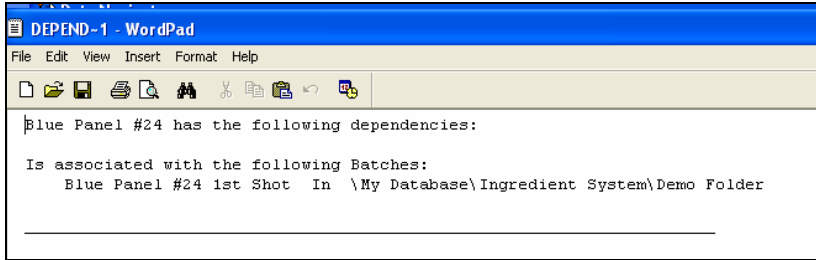 DEPEND~1 - WordPad
File Edit View Insert Format Help
Blue Panel #24 has the following dependencies:
Is associated with the following Batches:
Blue Panel #24 1st Shot In \My Database\Ingredient System\Demo Folder